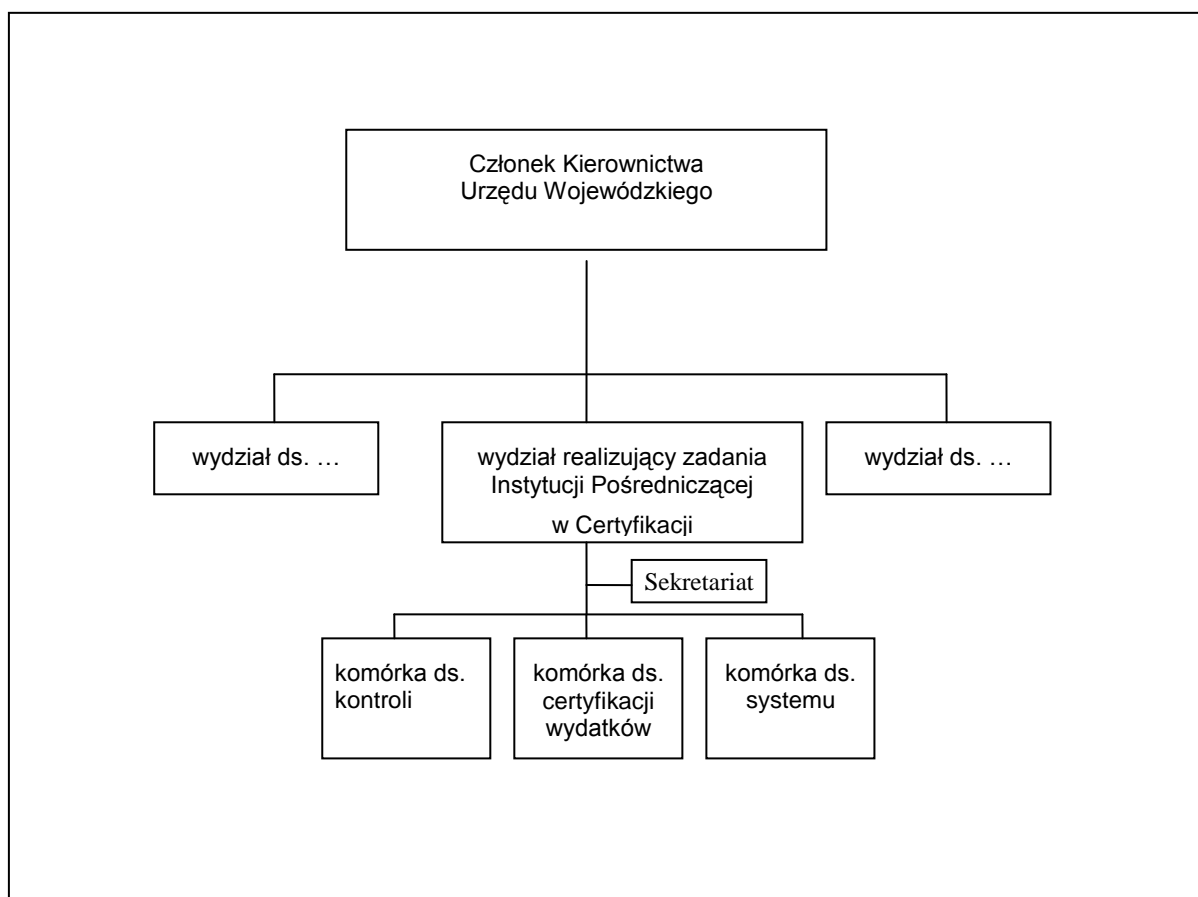 Członek Kierownictwa
Urzędu Wojewódzkiego
wydział ds. …
wydział realizujący zadania
Instytucji Pośredniczącej
w Certyfikacji
wydział ds. …
Sekretariat
komórka ds.
kontroli
komórka ds.
certyfikacji
wydatków
komórka ds.
systemu